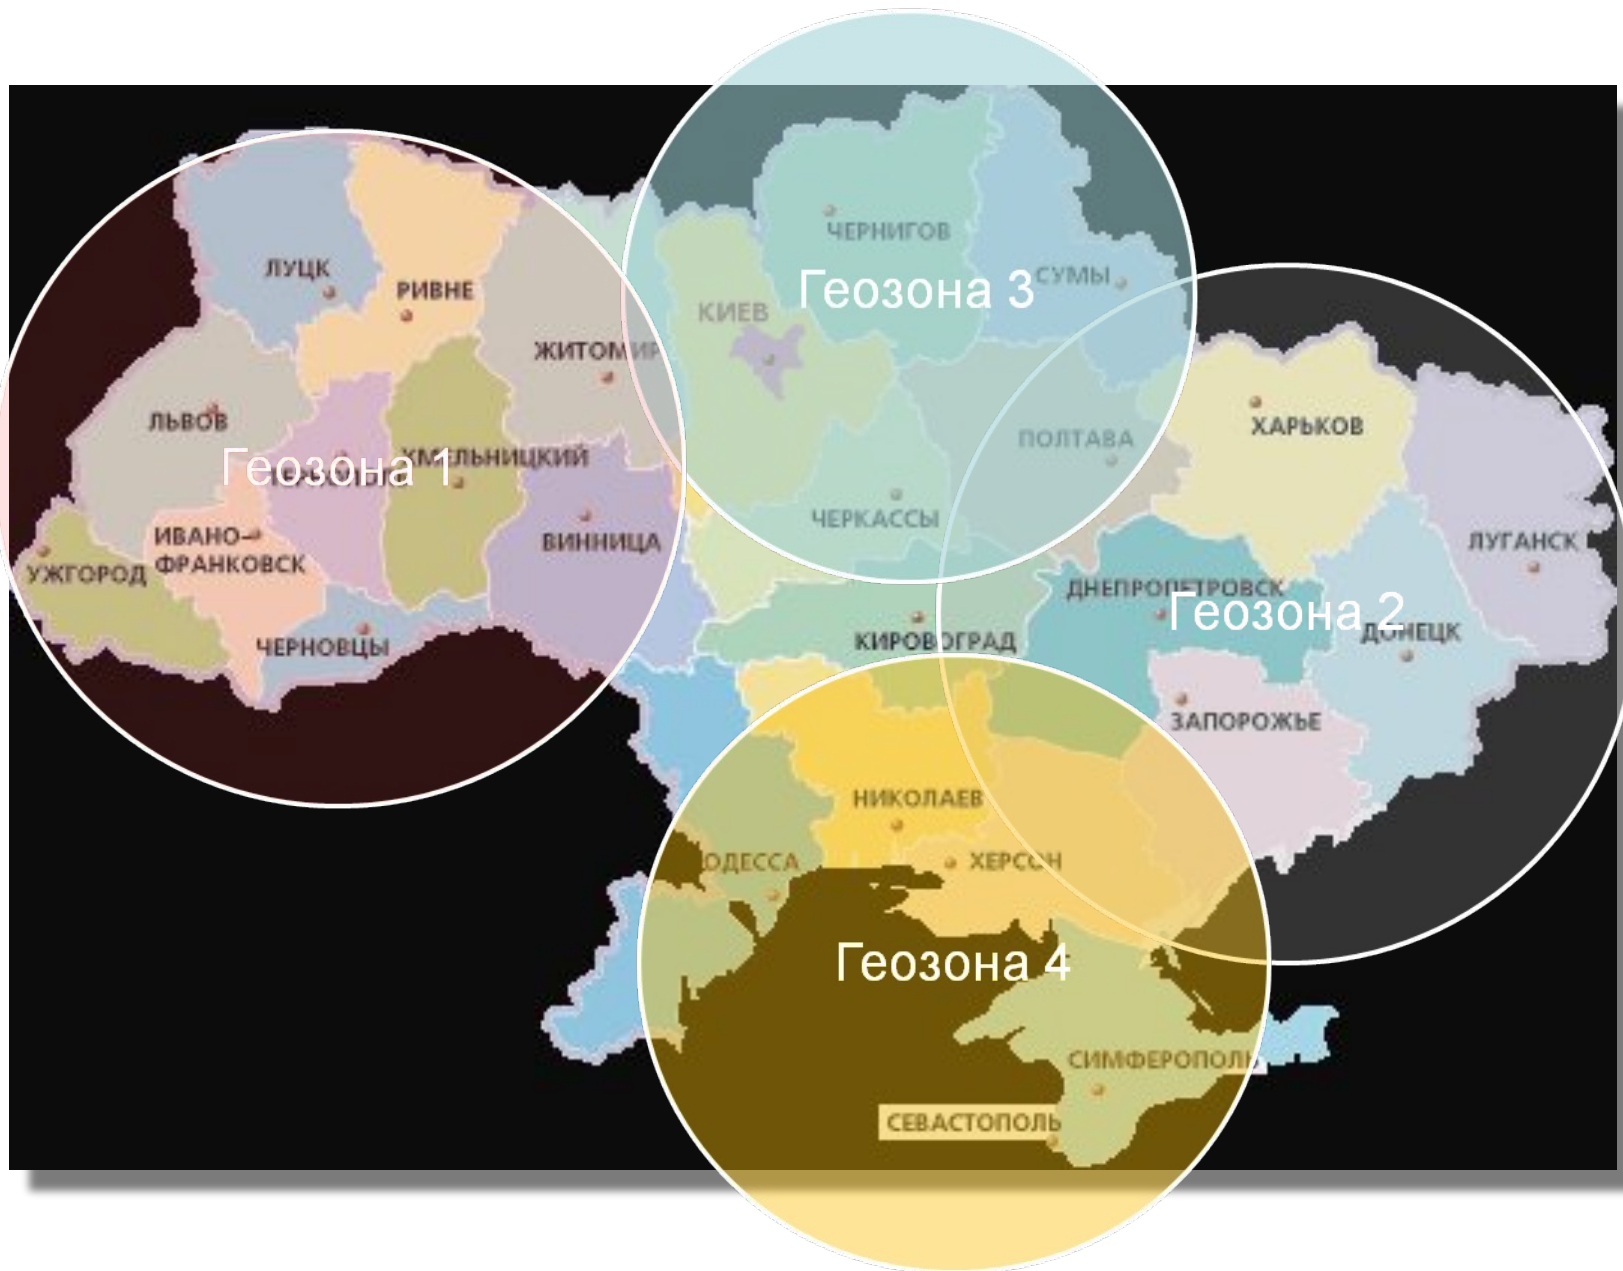 ЧЕРНИГОВ
ЛУЦК
СУМЫ
РИВНЕ
Геозона 3
КИЕВ
ЖИТОМИР
ЛЬВОВ
ХАРЬКОВ
ПОЛТАВА
ХМЕЛЬНИЦКИЙ
Геозона 1
ЧЕРКАССЫ
ИВАНО-
ФРАНКОВСК
ВИННИЦА
ЛУГАНСК
УЖГОРОД
ДНЕПРОПЕТРОВСК
Геозона 2
ДОНЕЦК
КИРОВОГРАД
ЧЕРНОВЦЫ
ЗАПОРОЖЬЕ
НИКОЛАЕВ
ОДЕССА
ХЕРСОН
Геозона 4
СИМФЕРОПОЛЬ
СЕВАСТОПОЛЬ